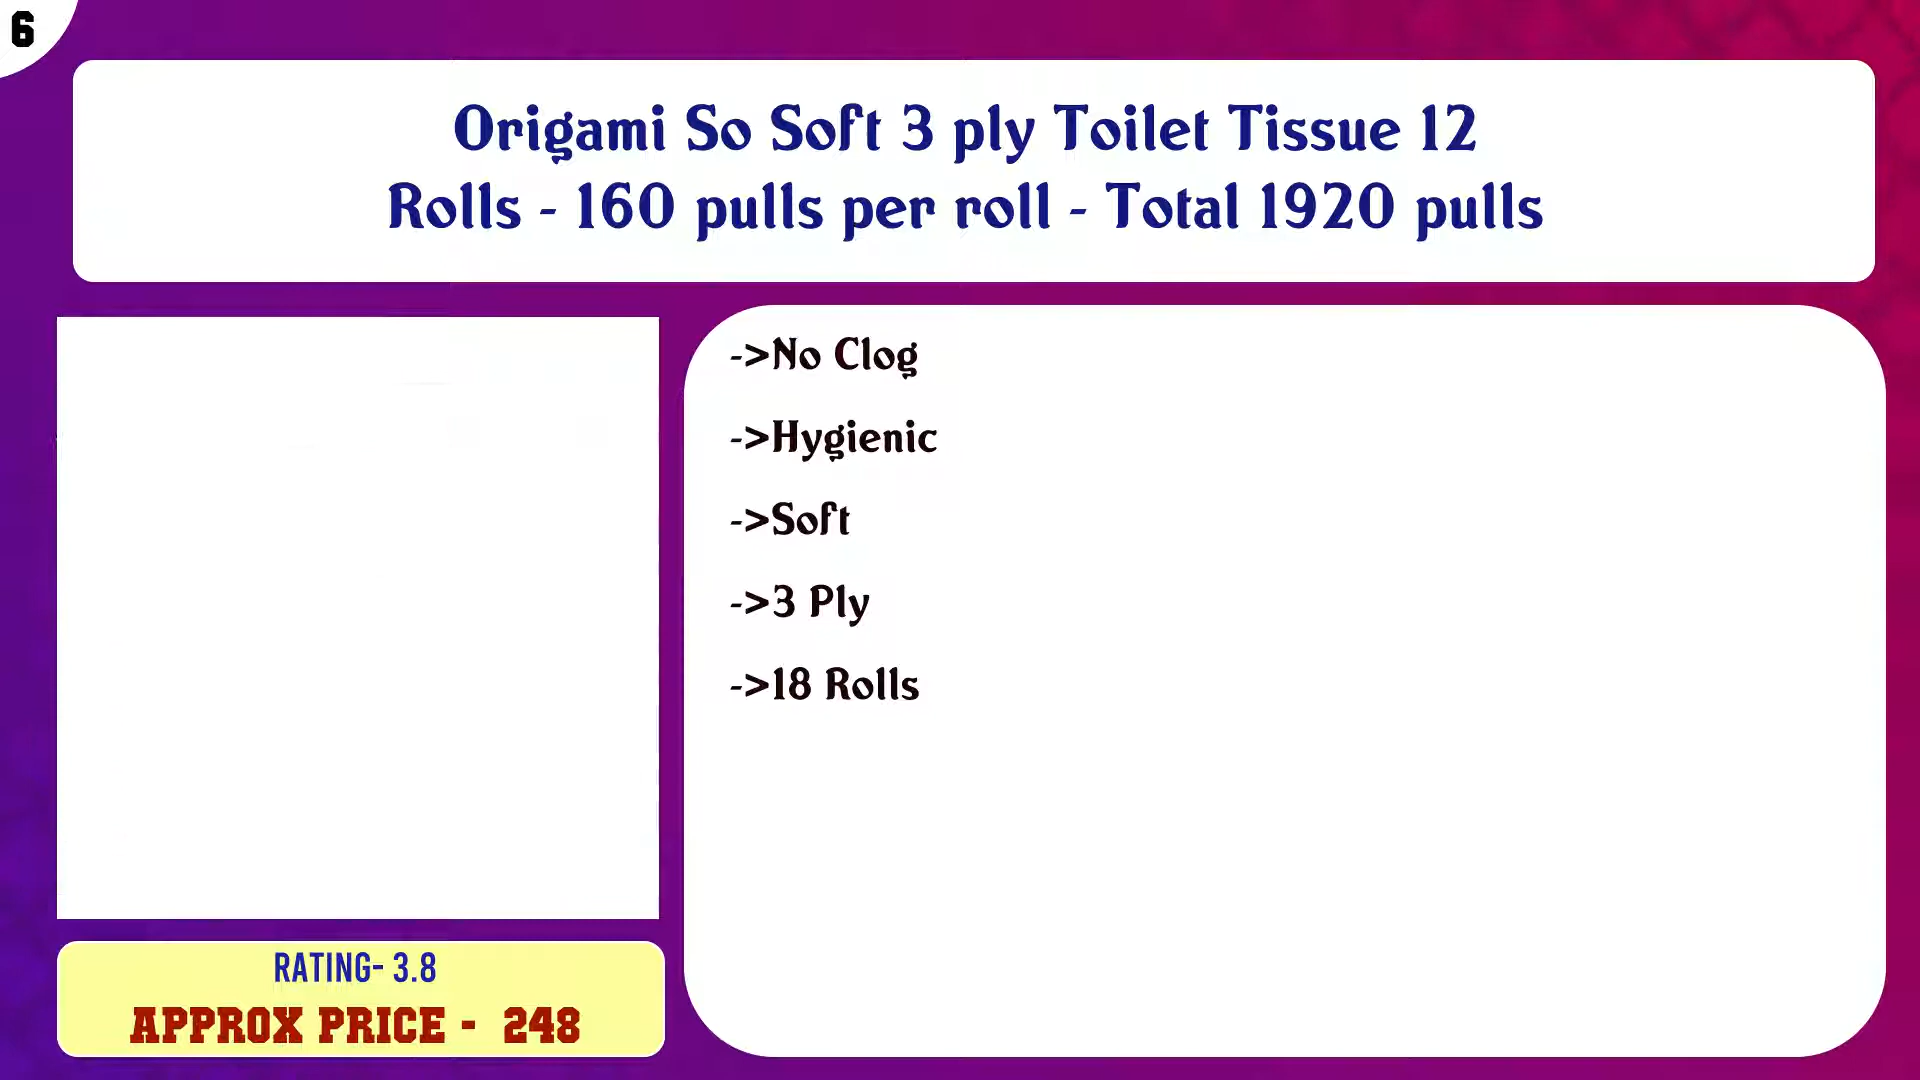 6
Origami So Soft 3 ply Toilet Tissue 12
Rolls - 160 pulls per roll - Total 1920 pulls
->No Clog
->Hygienic
->Soft
->3 Ply
->18 Rolls
RATING- 3.8
APPROX PRICE - 248